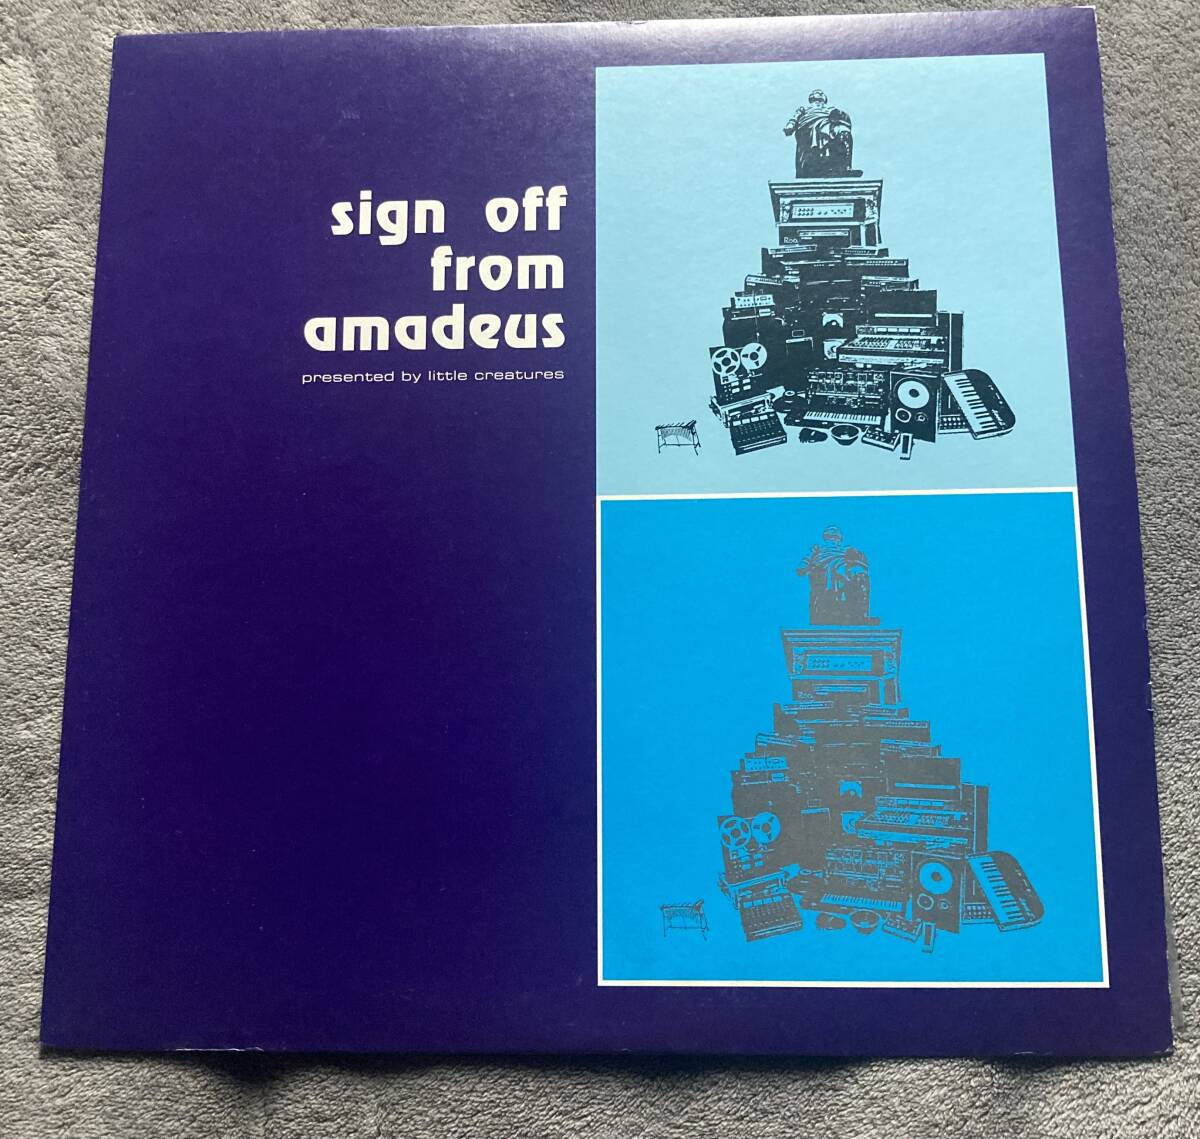 sign off
from
amadeus
presented by little creatures